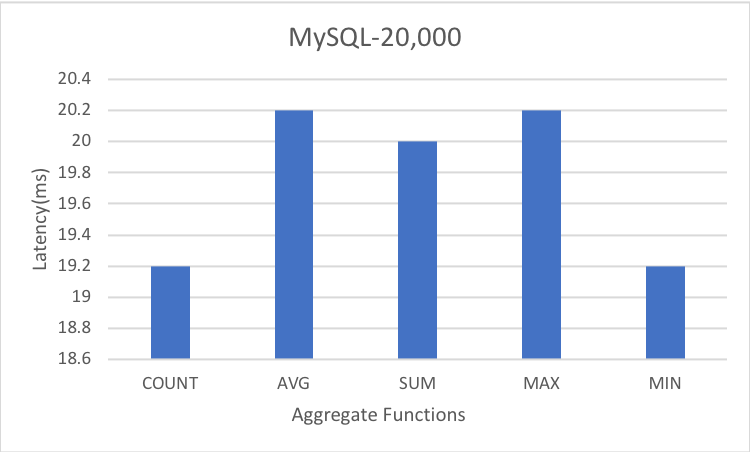 MySQL-20,000
20.4
20.2
20
19.8
19.6
19.4
19.2
19
18.8
18.6
Latency(ms)
COUNT AVG SUM MAX MIN
Aggregate Functions